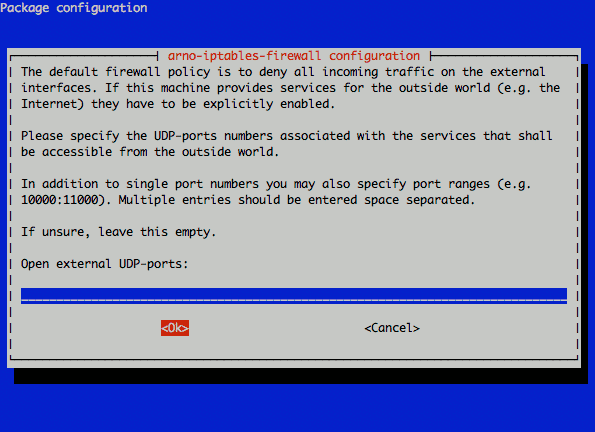 Package configuration
arno-iptables-firewall configuration
The default firewall policy is to deny all incoming traffic on the external
interfaces. If this machine provides services for the outside world (e.g. the
Internet) they have to be explicitly enabled.
Please specify the UDP-ports numbers associated with the services that shall
be accessible from the outside world.
In addition to single port numbers you may also specify port ranges (e.g.
10000:11000). Multiple entries should be entered space separated.
If unsure, leave this empty.
Open external UDP-ports:
<Ok> <Cancel>